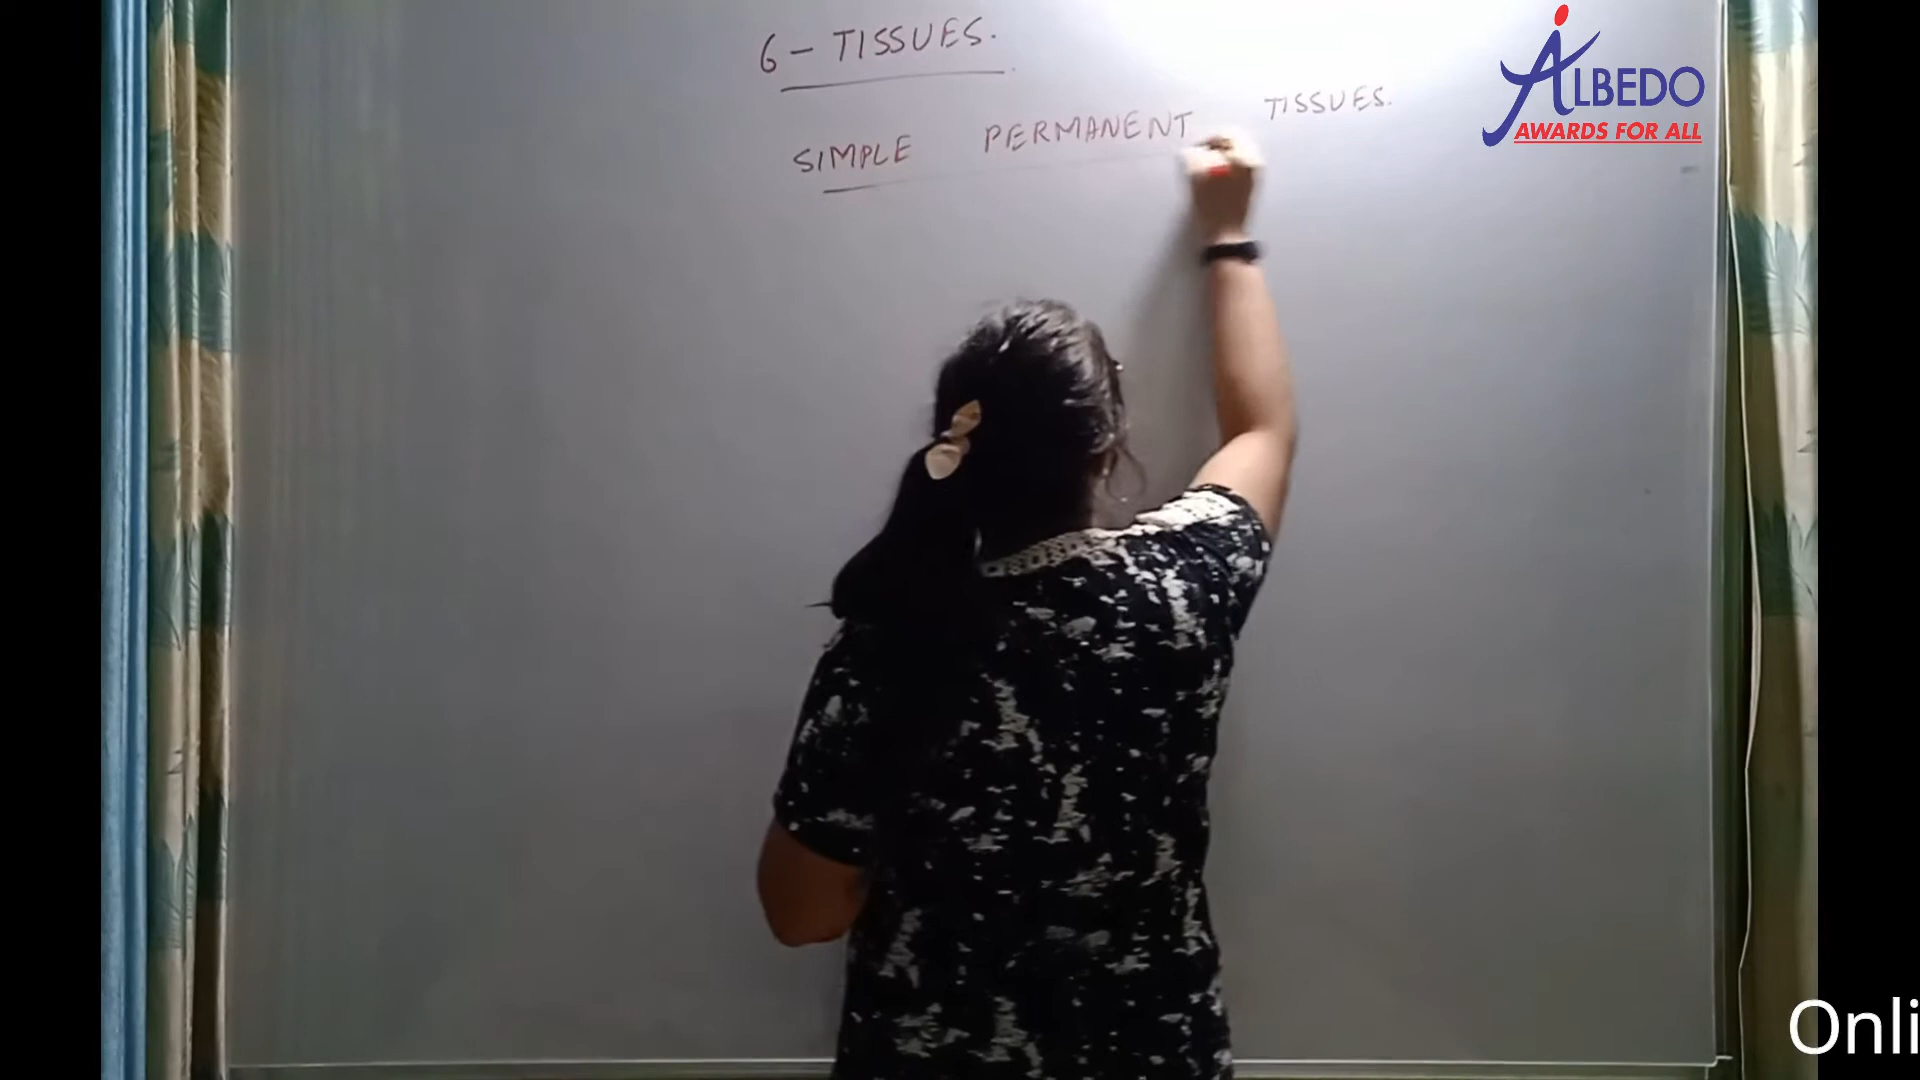 6 - TISSUES.
SIMPLE PERMANENT TISSUES.
ALBEDO
AWARDS FOR ALL
Onli